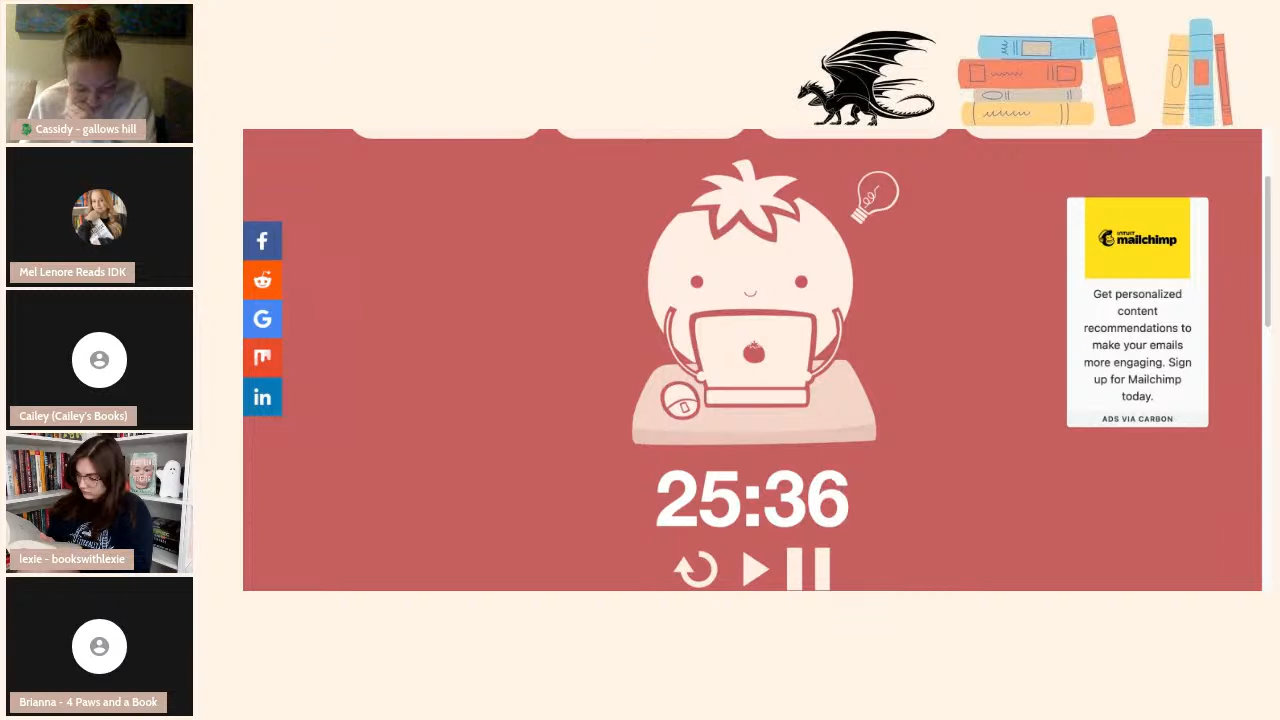 Cassidy - gallows hill
Mel Lenore Reads IDK
Cailey (Cailey's Books)
lexie - bookswithlexie
Brianna - 4 Paws and a Book
25:36
INTUIT
mailchimp
Get personalized
content
recommendations to
make your emails
more engaging. Sign
up for Mailchimp
today.
ADS VIA CARBON